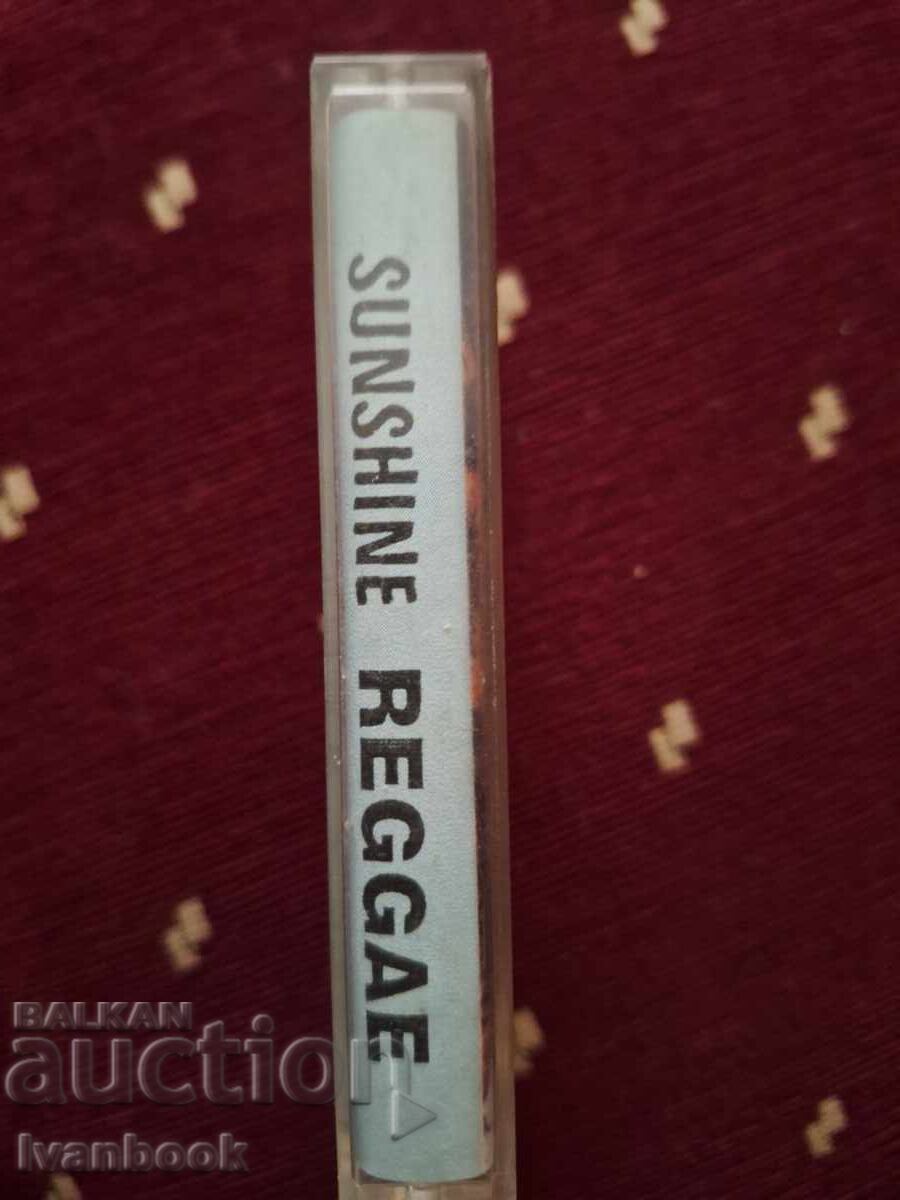 SUNSHINE REGGAE
BALKAN
auction
Ivanbook